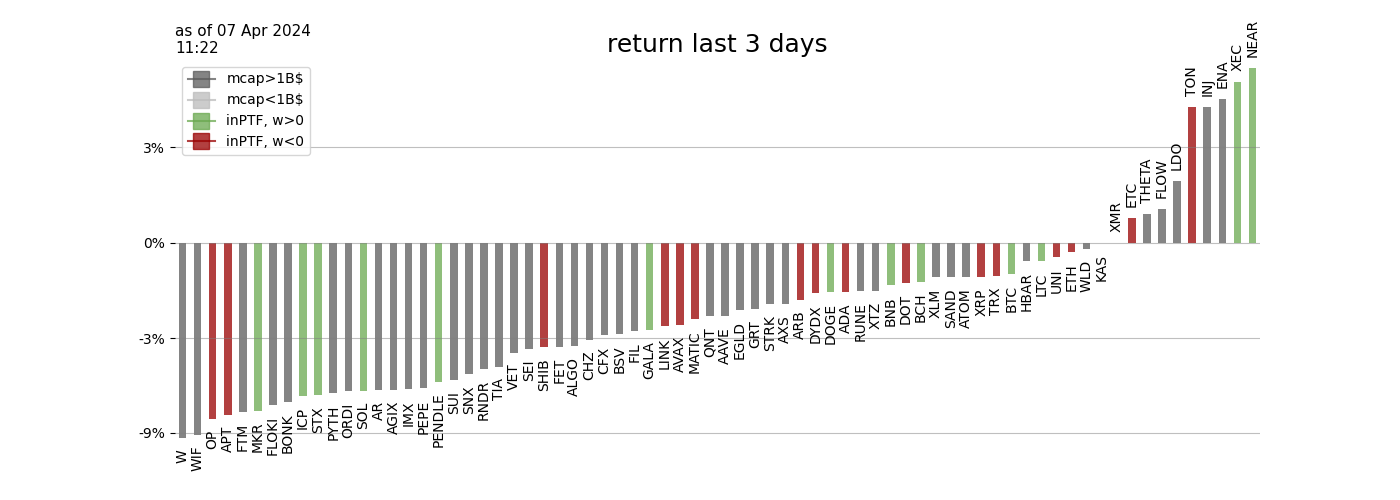 as of 07 Apr 2024
11:22
return last 3 days
mcap>1B$
mcap<1B$
inPTF, w>0
inPTF, w<0
3%
0%
-3%
-9%
W
WIF
OP
APT
FTM
MKR
FLOKI
BONK
ICP
STX
PYTH
ORDI
SOL
AR
AGIX
IMX
PEPE
PENDLE
SUI
SNX
RNDR
TIA
VET
SEI
SHIB
FET
ALGO
CHZ
CFX
BSV
FIL
GALA
LINK
AVAX
MATIC
QNT
AAVE
EGLD
GRT
STRK
AXS
ARB
DYDX
DOGE
ADA
RUNE
XTZ
BNB
DOT
BCH
XLM
SAND
ATOM
XRP
TRX
BTC
HBAR
LTC
UNI
ETH
WLD
KAS
XMR
ETC
THETA
FLOW
LDO
TON
INJ
ENA
XEC
NEAR